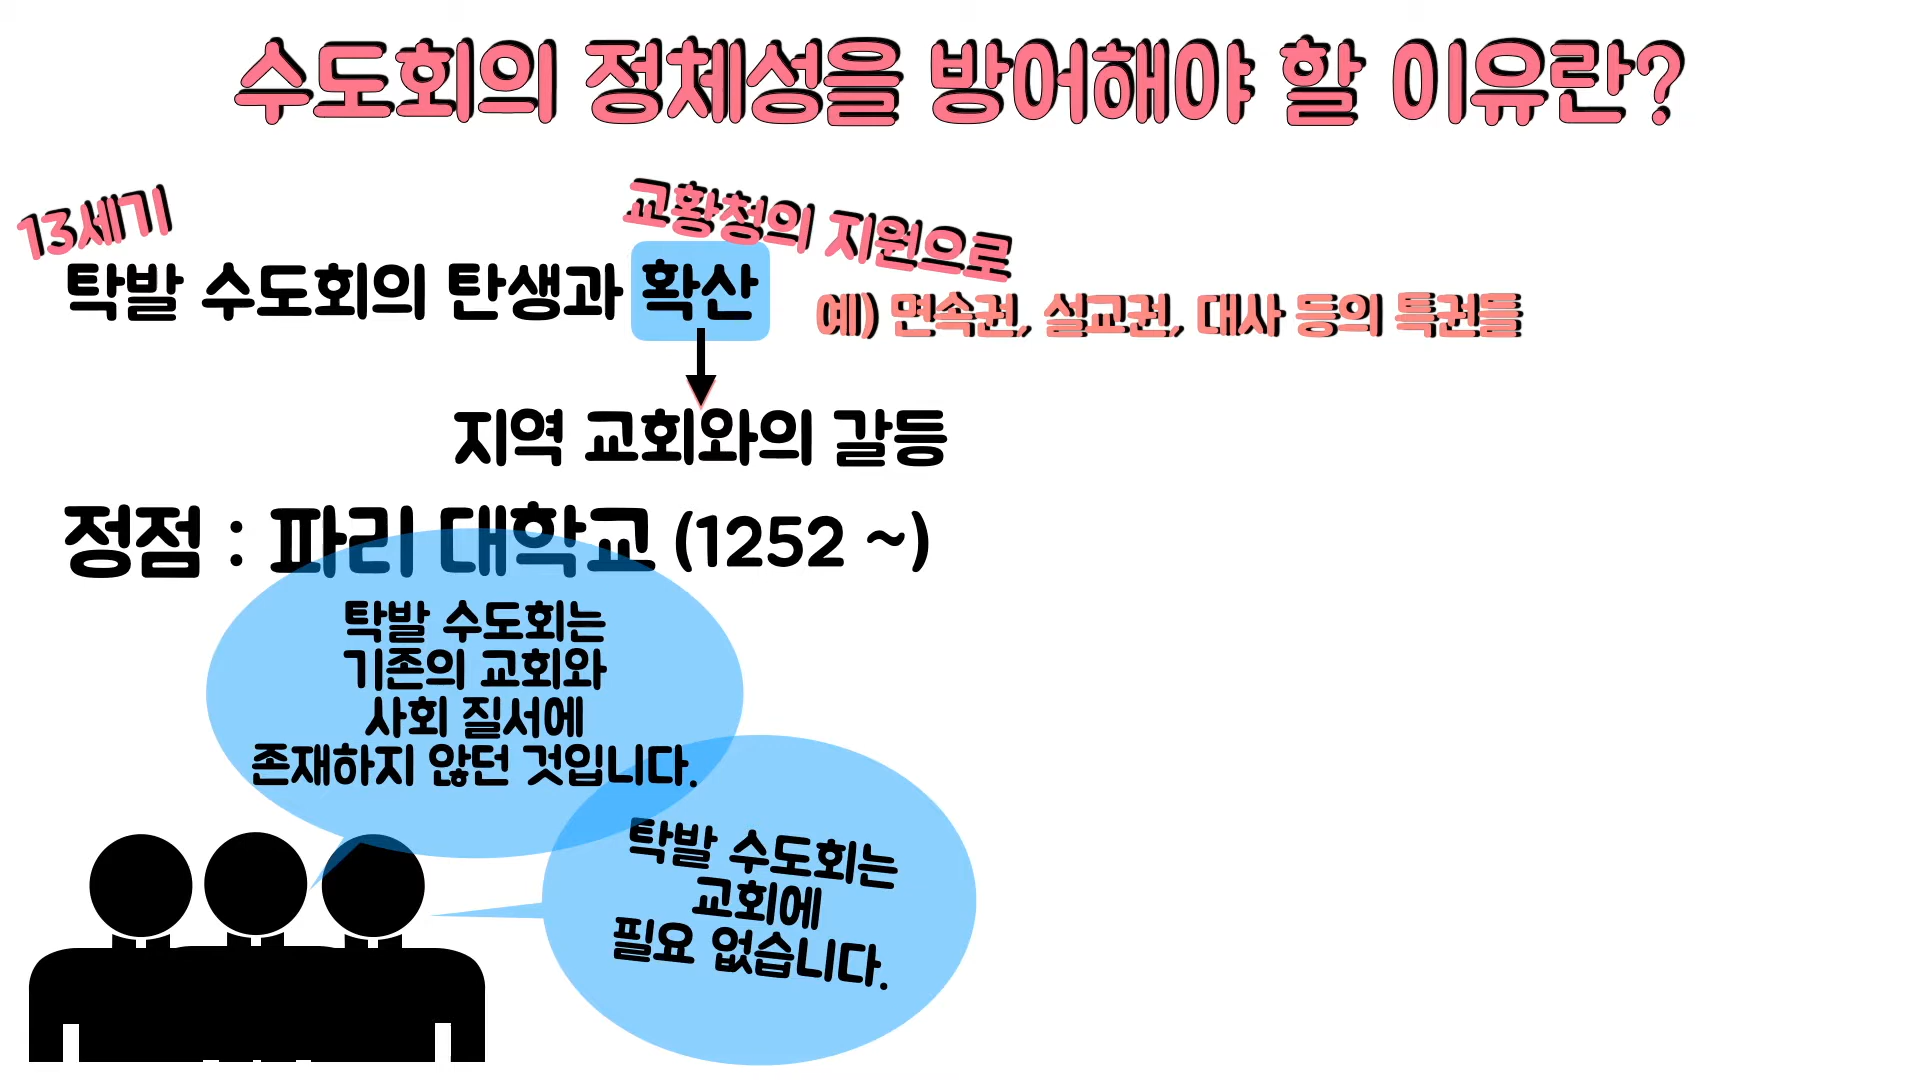 수도회의 정체성을 방어해야 할 이유란?
13세기
교황청의 지원으로
탁발 수도회의 탄생과 확산
예) 면속권, 설교권, 대사 등의 특권들
지역 교회와의 갈등
정점 : 파리 대학교 (1252 ~)
탁발 수도회는
기존의 교회와
사회 질서에
존재하지 않던 것입니다.
탁발 수도회는
교회에
필요 없습니다.